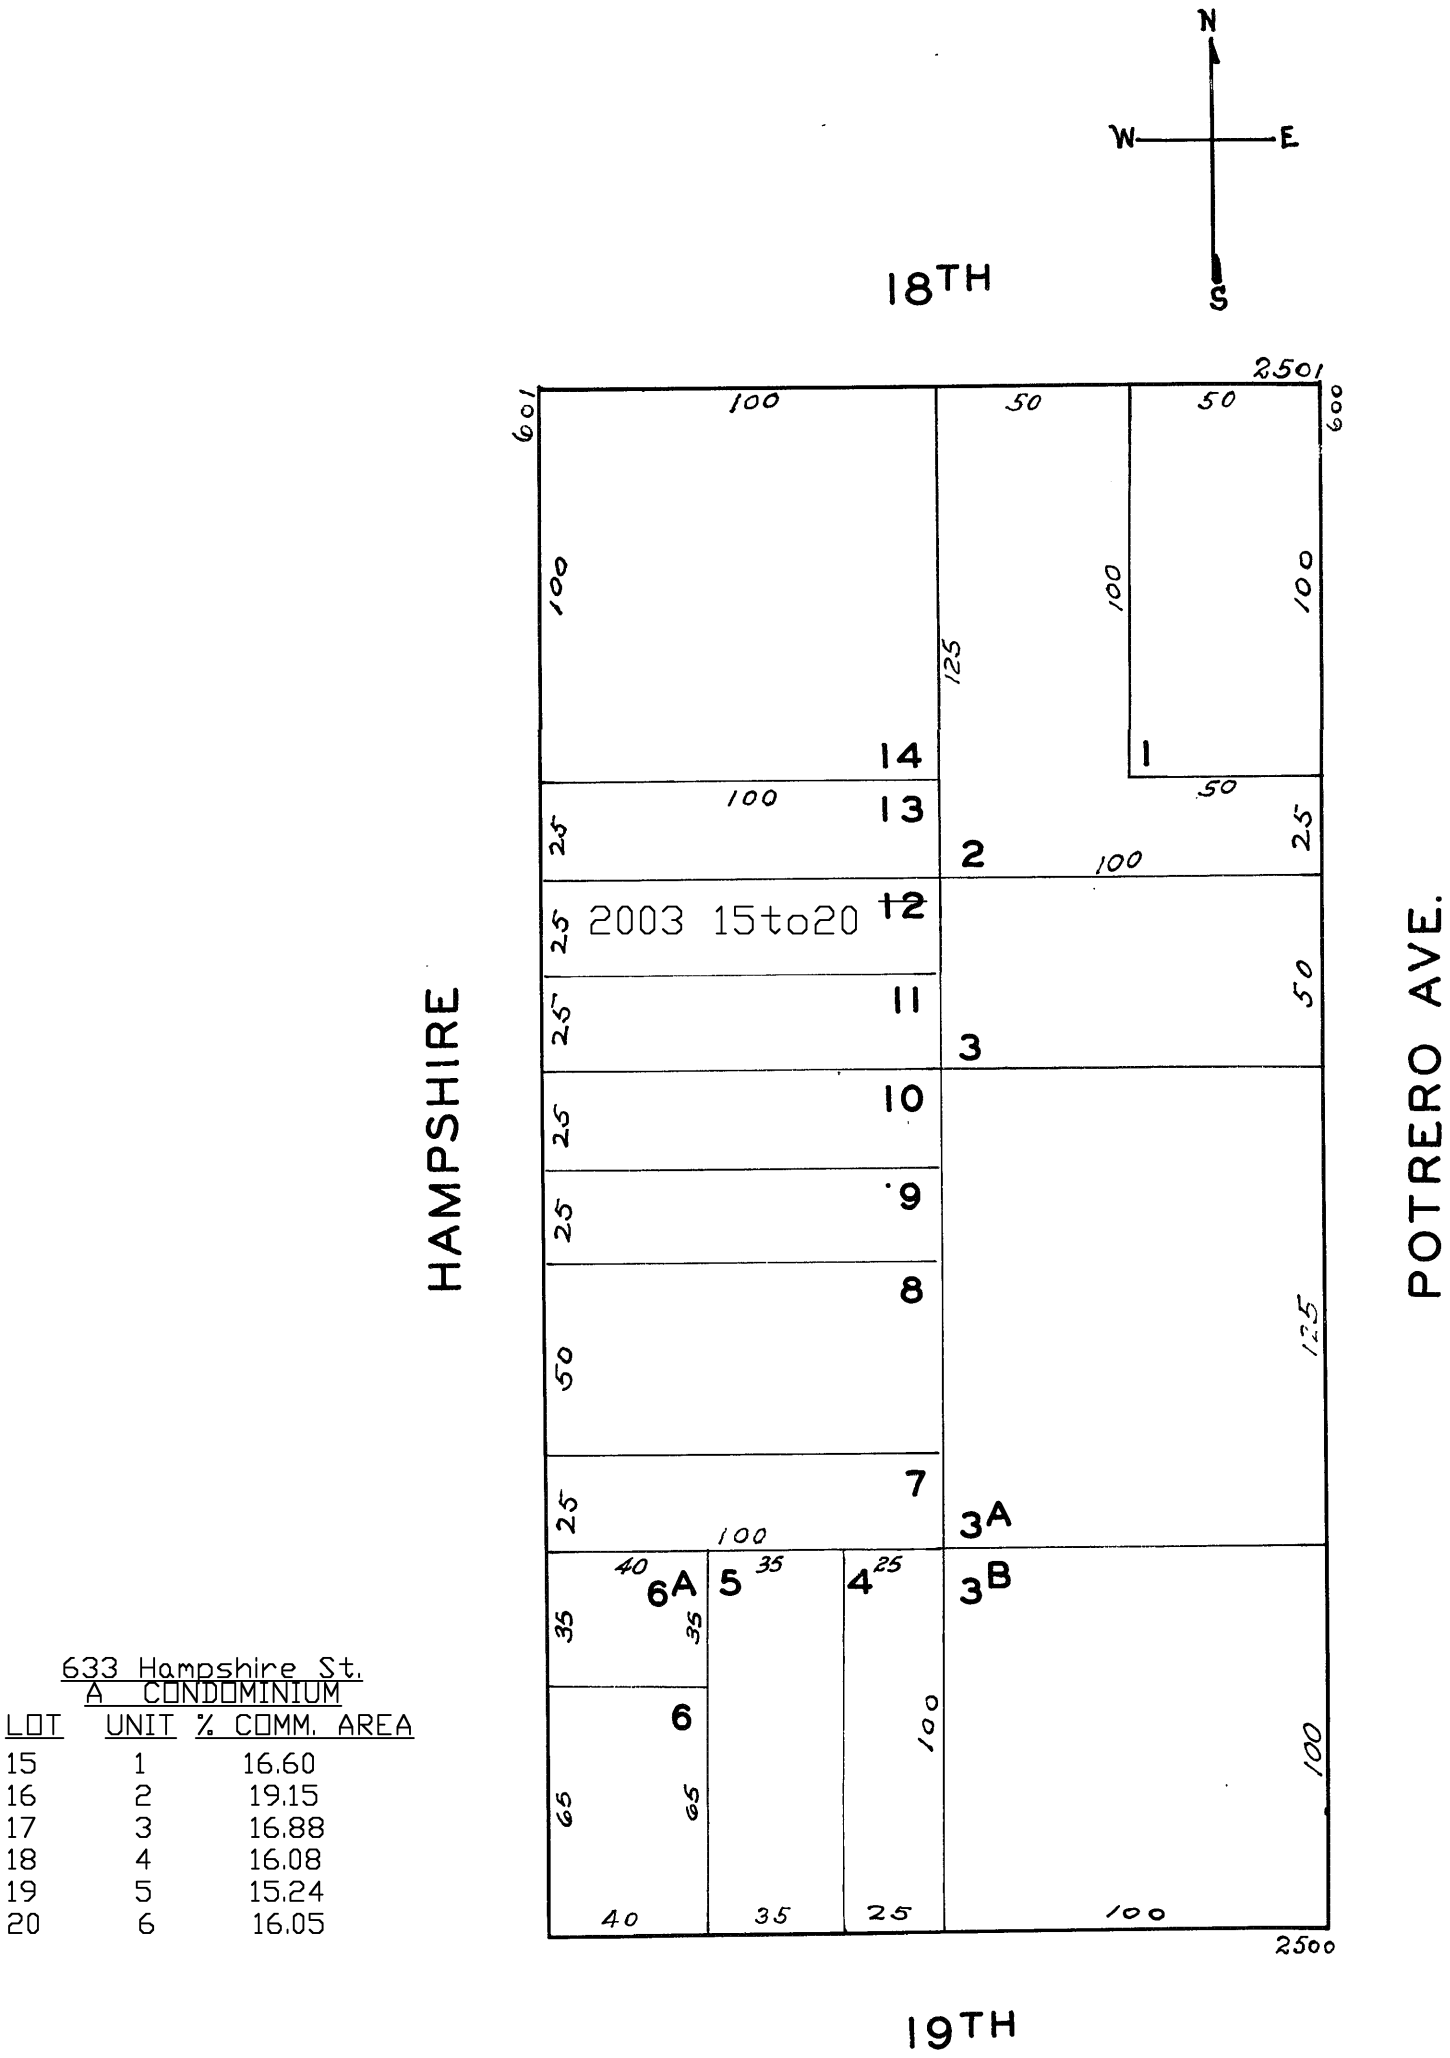 N
W E
S
18TH
2501
601
600
100
50
50
100
100
100
125
14
1
100
50
13
25
25
2
100
2003 15to20
12
25
11
25
50
3
10
25
9
25
8
50
125
7
25
100
3A
40
35
25
6A
5
4
3B
35
35
6
65
65
100
100
40
35
25
100
2500
HAMPSHIRE
POTRERO AVE.
19TH
633 Hampshire St.
A CONDOMINIUM
LOT UNIT % COMM. AREA
15 1 16.60
16 2 19.15
17 3 16.88
18 4 16.08
19 5 15.24
20 6 16.05